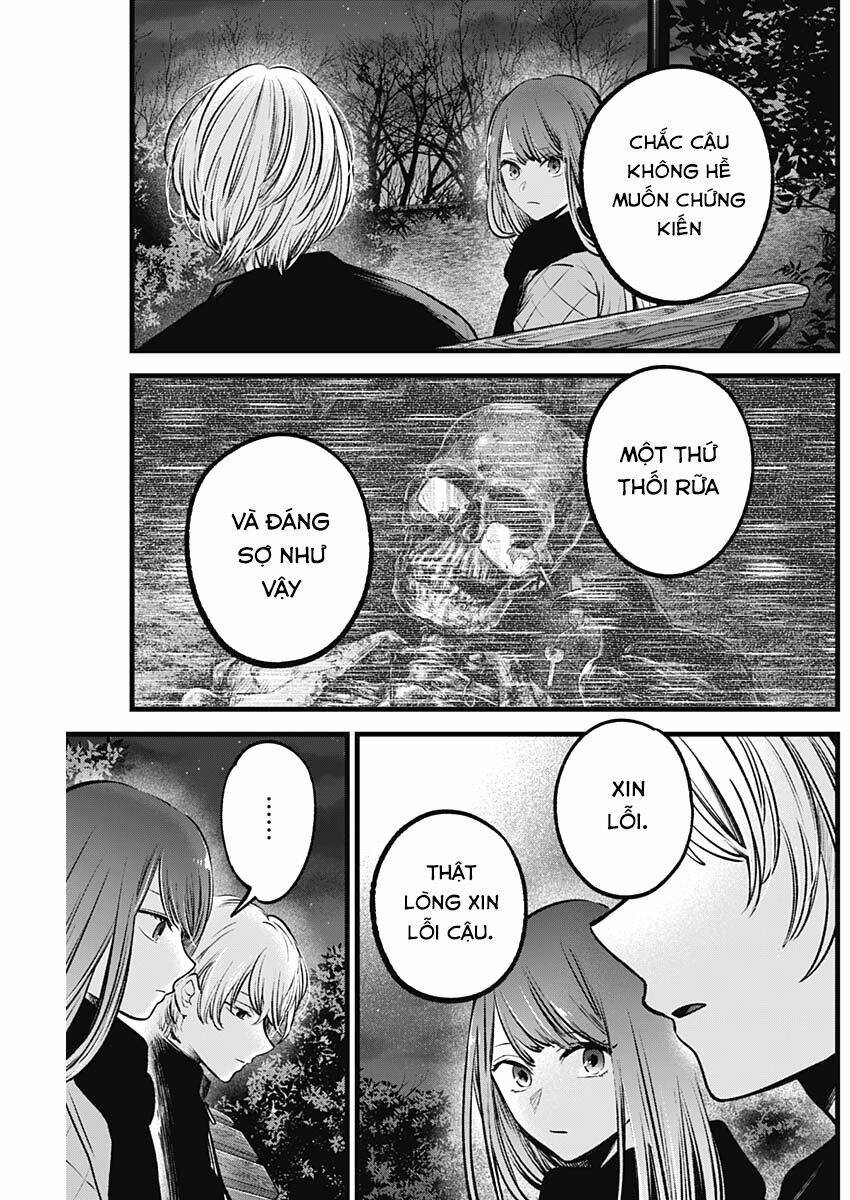 CHẮC CẬU
KHÔNG HỀ
MUỐN CHỨNG
KIẾN
MỘT THỨ
THỐI RỮA
VÀ ĐÁNG
SỢ NHƯ
VẬY
XIN
LỖI.
THẬT
LÒNG XIN
LỖI CẬU.
......